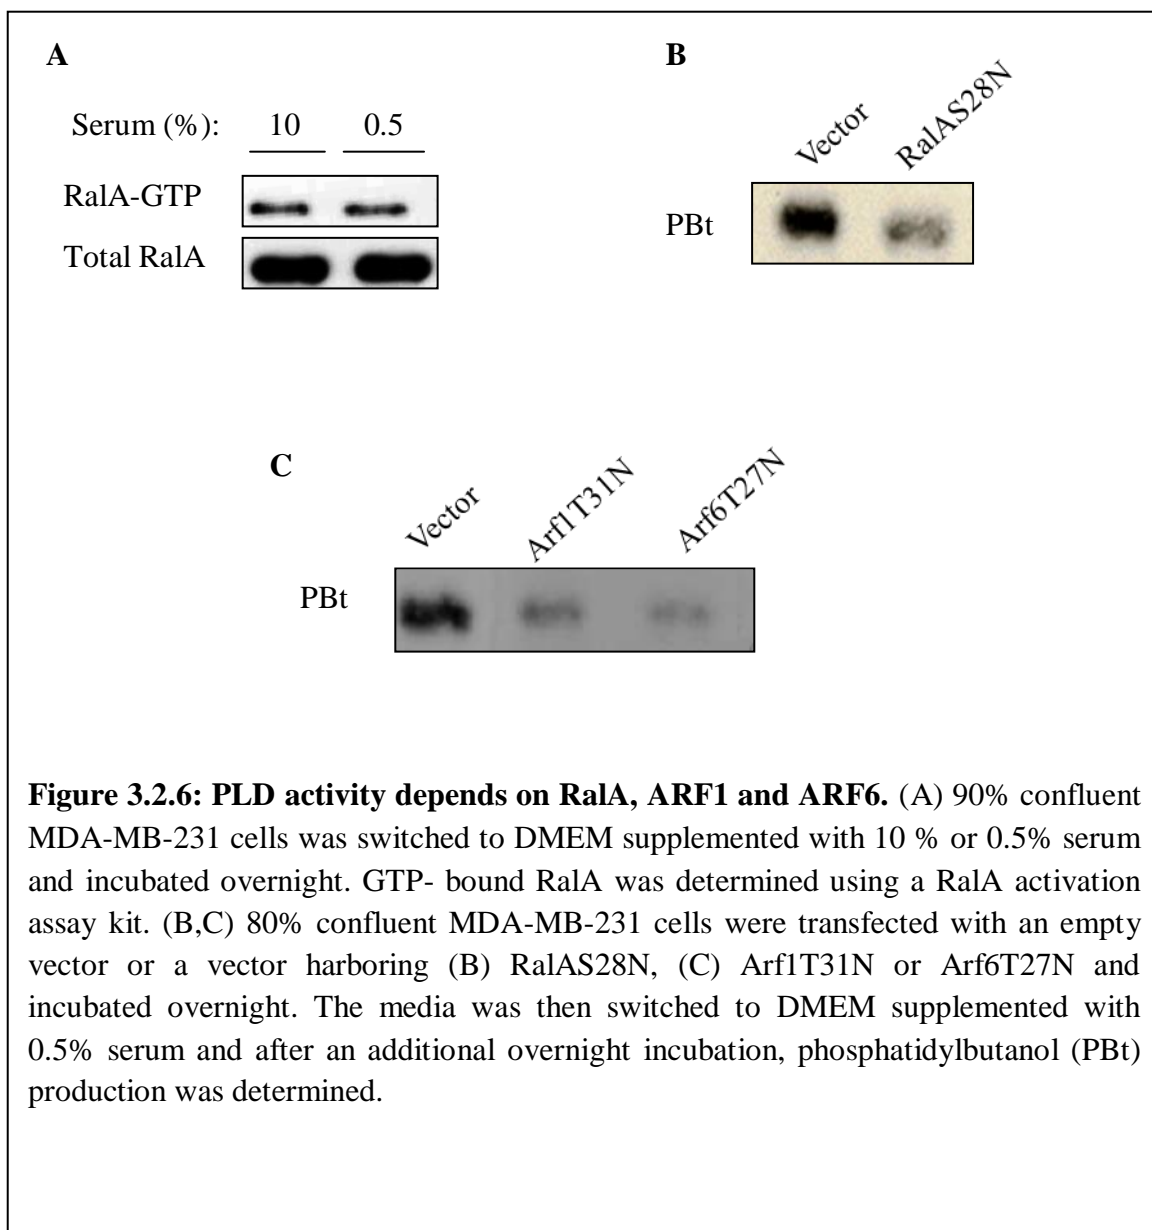 A
Serum (%): 10 0.5
RalA-GTP
Total RalA
B
Vector RalAS28N
PBt
C
Vector Arf1T31N Arf6T27N
PBt
Figure 3.2.6: PLD activity depends on RalA, ARF1 and ARF6. (A) 90% confluent
MDA-MB-231 cells was switched to DMEM supplemented with 10 % or 0.5% serum
and incubated overnight. GTP- bound RalA was determined using a RalA activation
assay kit. (B,C) 80% confluent MDA-MB-231 cells were transfected with an empty
vector or a vector harboring (B) RalAS28N, (C) Arf1T31N or Arf6T27N and
incubated overnight. The media was then switched to DMEM supplemented with
0.5% serum and after an additional overnight incubation, phosphatidylbutanol (PBt)
production was determined.